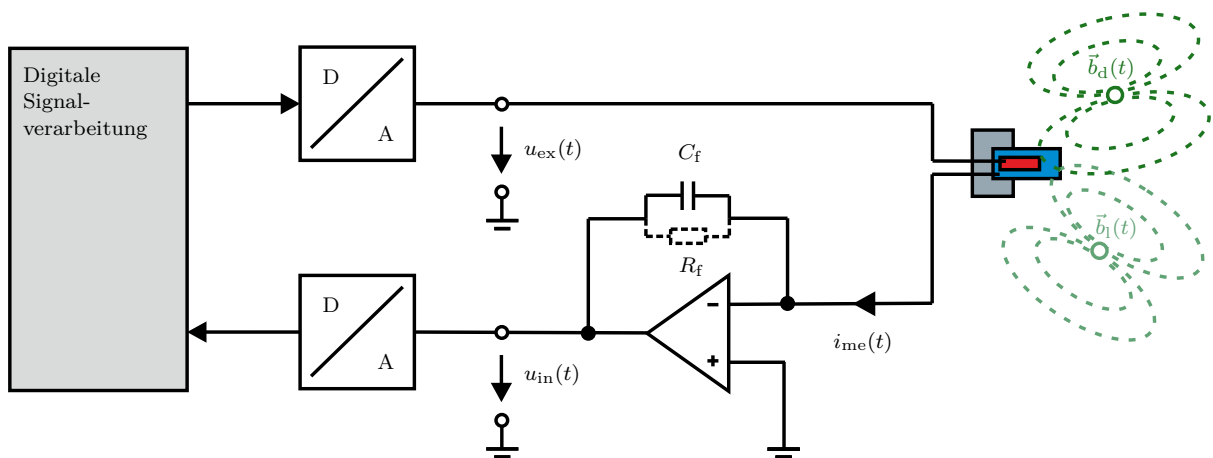 Digitale
Signal-
verarbeitung
D
A
u_ex(t)
C_f
R_f
b⃗_d(t)
b⃗_l(t)
D
A
u_in(t)
-
+
i_me(t)